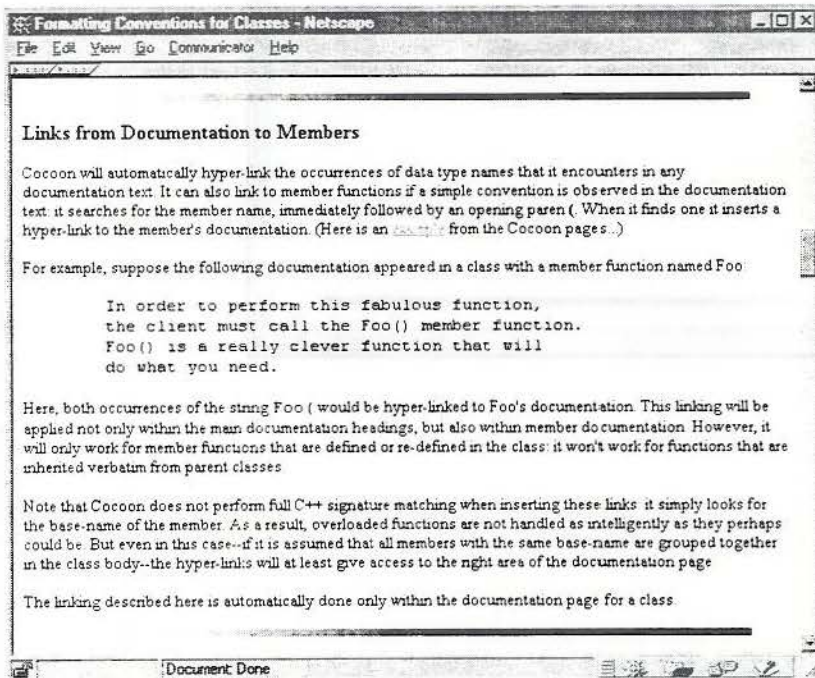 Formatting Conventions for Classes - Netscape
File Edit View Go Communicator Help
Links from Documentation to Members
Cocoon will automatically hyper-link the occurrences of data type names that it encounters in any
documentation text. It can also link to member functions if a simple convention is observed in the documentation
text: it searches for the member name, immediately followed by an opening paren (. When it finds one it inserts a
hyper-link to the member's documentation. (Here is an example from the Cocoon pages...)
For example, suppose the following documentation appeared in a class with a member function named Foo
In order to perform this fabulous function,
the client must call the Foo() member function.
Foo() is a really clever function that will
do what you need.
Here, both occurrences of the string Foo( would be hyper-linked to Foo's documentation. This linking will be
applied not only within the main documentation headings, but also within member documentation. However, it
will only work for member functions that are defined or re-defined in the class: it won't work for functions that are
inherited verbatim from parent classes
Note that Cocoon does not perform full C++ signature matching when inserting these links: it simply looks for
the base-name of the member. As a result, overloaded functions are not handled as intelligently as they perhaps
could be. But even in this case--if it is assumed that all members with the same base-name are grouped together
in the class body--the hyper-links will at least give access to the right area of the documentation page
The linking described here is automatically done only within the documentation page for a class.
Document: Done